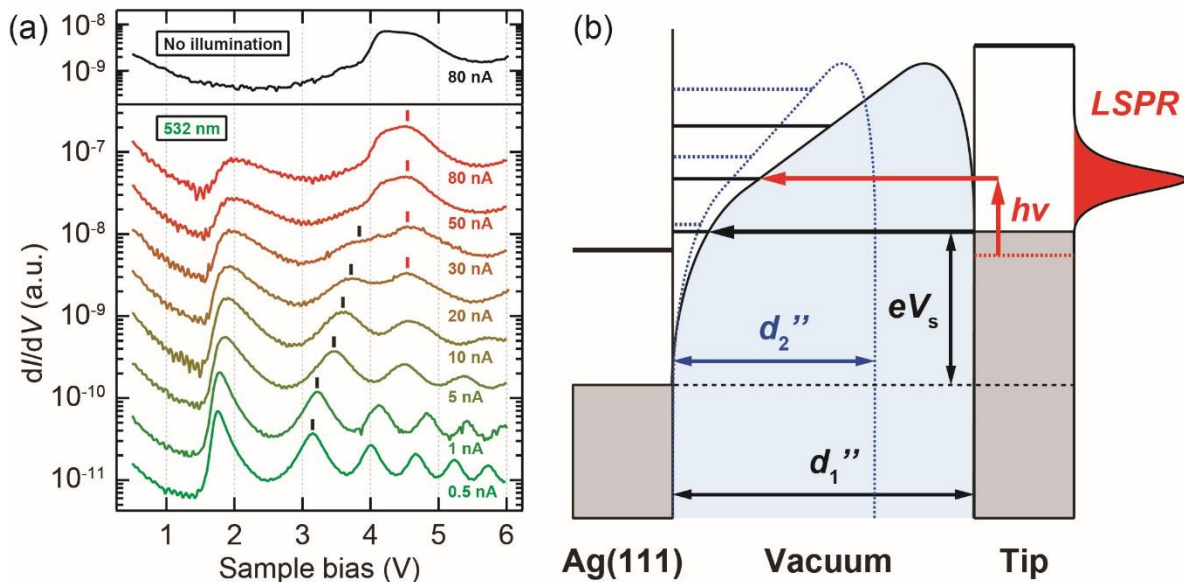 (a)
10⁻⁸
10⁻⁹
No illumination
80 nA
532 nm
10⁻⁷
10⁻⁸
10⁻⁹
10⁻¹⁰
10⁻¹¹
80 nA
50 nA
30 nA
20 nA
10 nA
5 nA
1 nA
0.5 nA
dI/dV (a.u.)
1 2 3 4 5 6
Sample bias (V)
(b)
LSPR
hν
eVₛ
d₂’’
d₁’’
Ag(111) Vacuum Tip